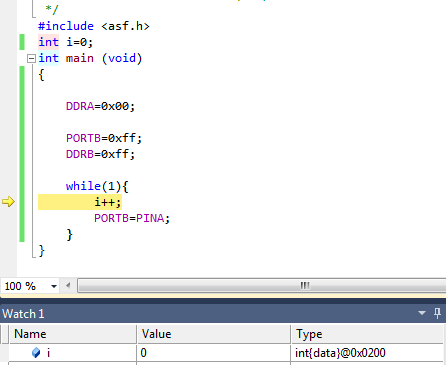 */
#include <asf.h>
int i=0;
int main (void)
{
DDRA=0x00;
PORTB=0xff;
DDRB=0xff;
while(1){
i++;
PORTB=PINA;
}
}
100 %
Watch 1
Name Value Type
i 0 int{data}@0x0200